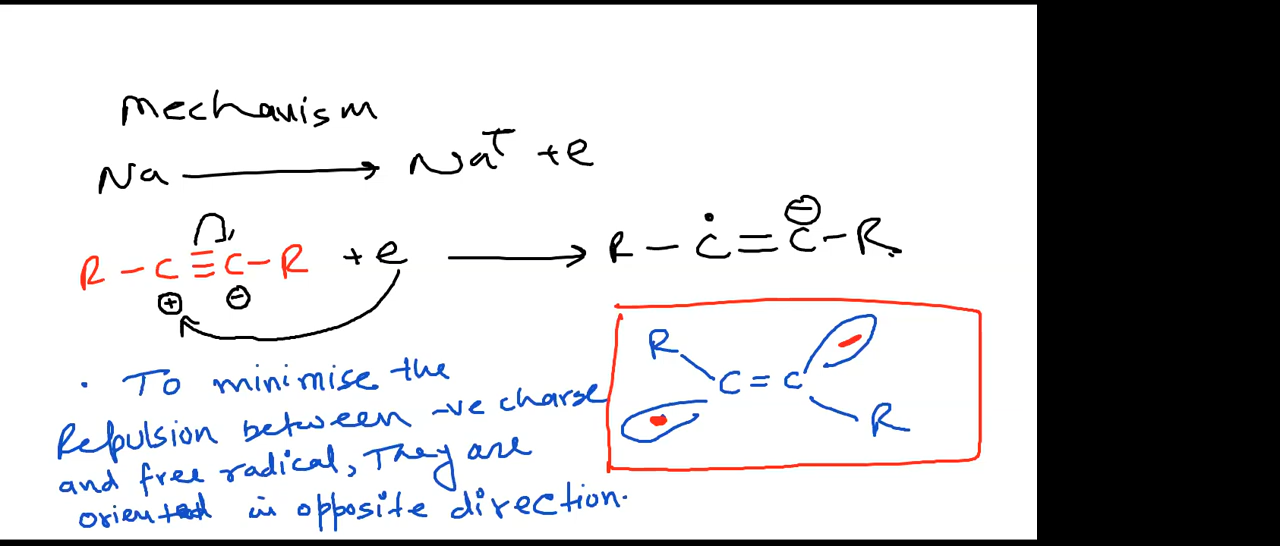 Mechanism
Na ⟶ Na⁺ + e
R – C ≡ C – R + e ⟶ R – Ċ = C – R
⊕ ⊖ ⊖
• To minimise the
Repulsion between -ve charge
and free radical, They are
oriented in opposite direction.
R
C = C
R